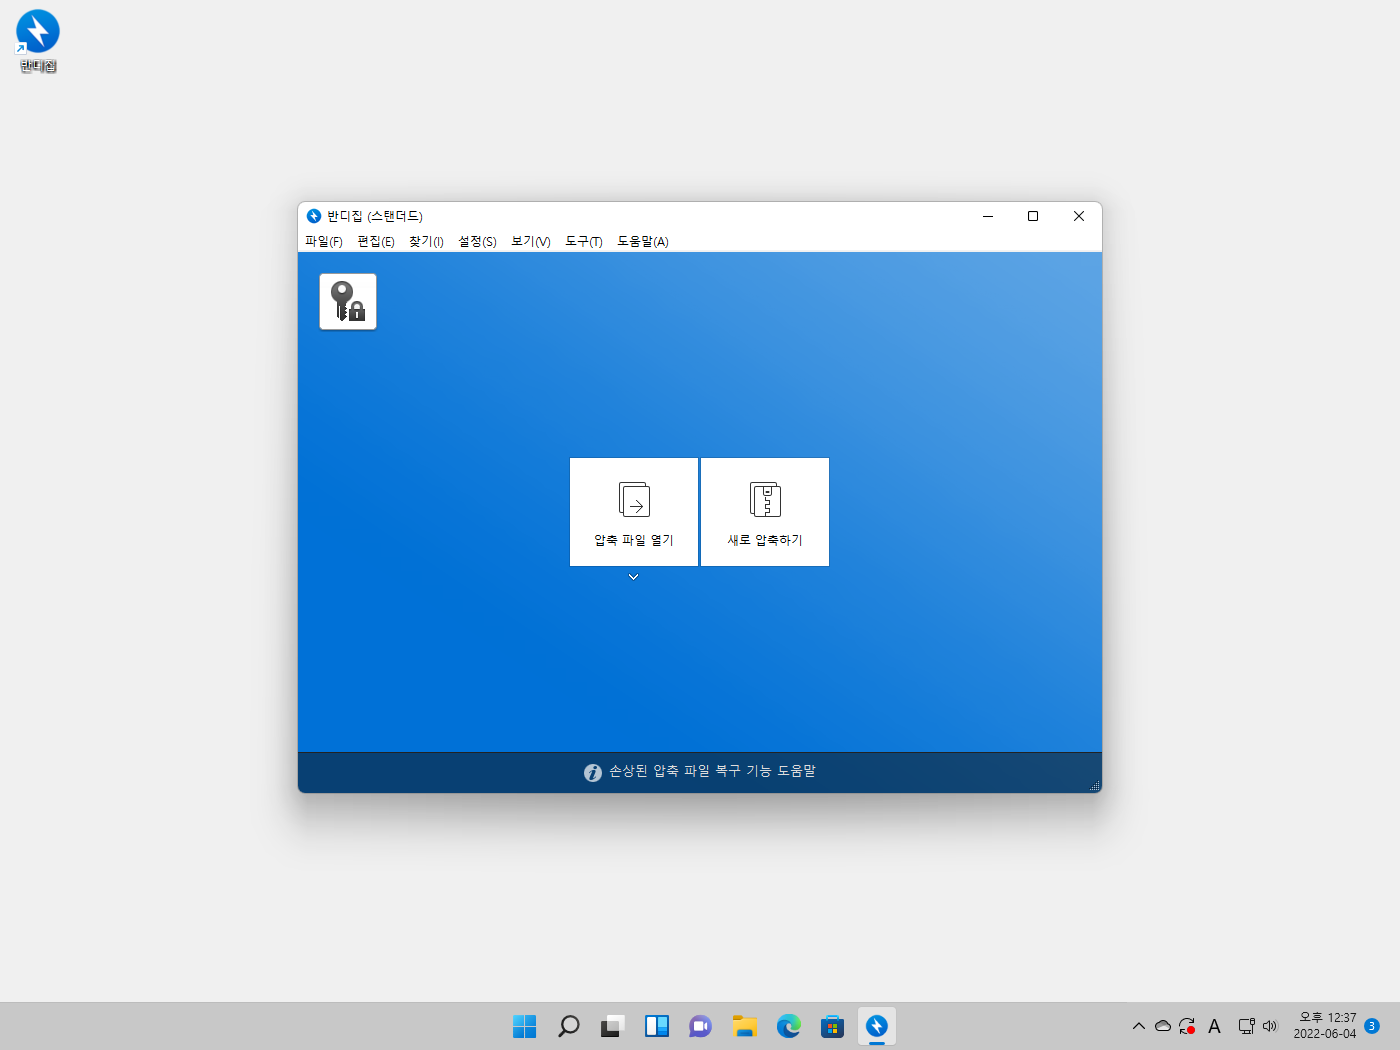 반디집
반디집 (스탠더드)
파일(F) 편집(E) 찾기(I) 설정(S) 보기(V) 도구(T) 도움말(A)
압축 파일 열기
새로 압축하기
손상된 압축 파일 복구 기능 도움말
A
오후 12:37
2022-06-04
3